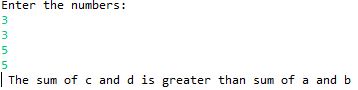 Enter the numbers:
3
3
5
5
The sum of c and d is greater than sum of a and b